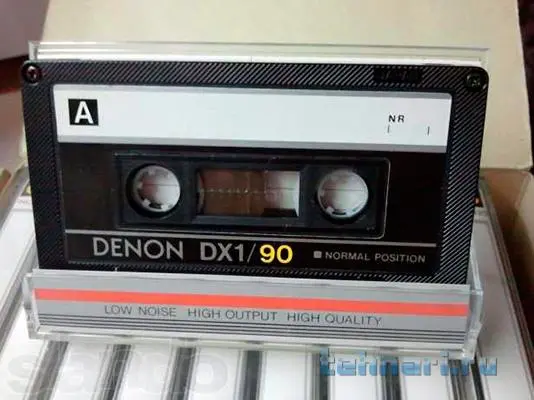 A
NR
DENON DX1/90
NORMAL POSITION
LOW NOISE HIGH OUTPUT HIGH QUALITY
tehnari.ru